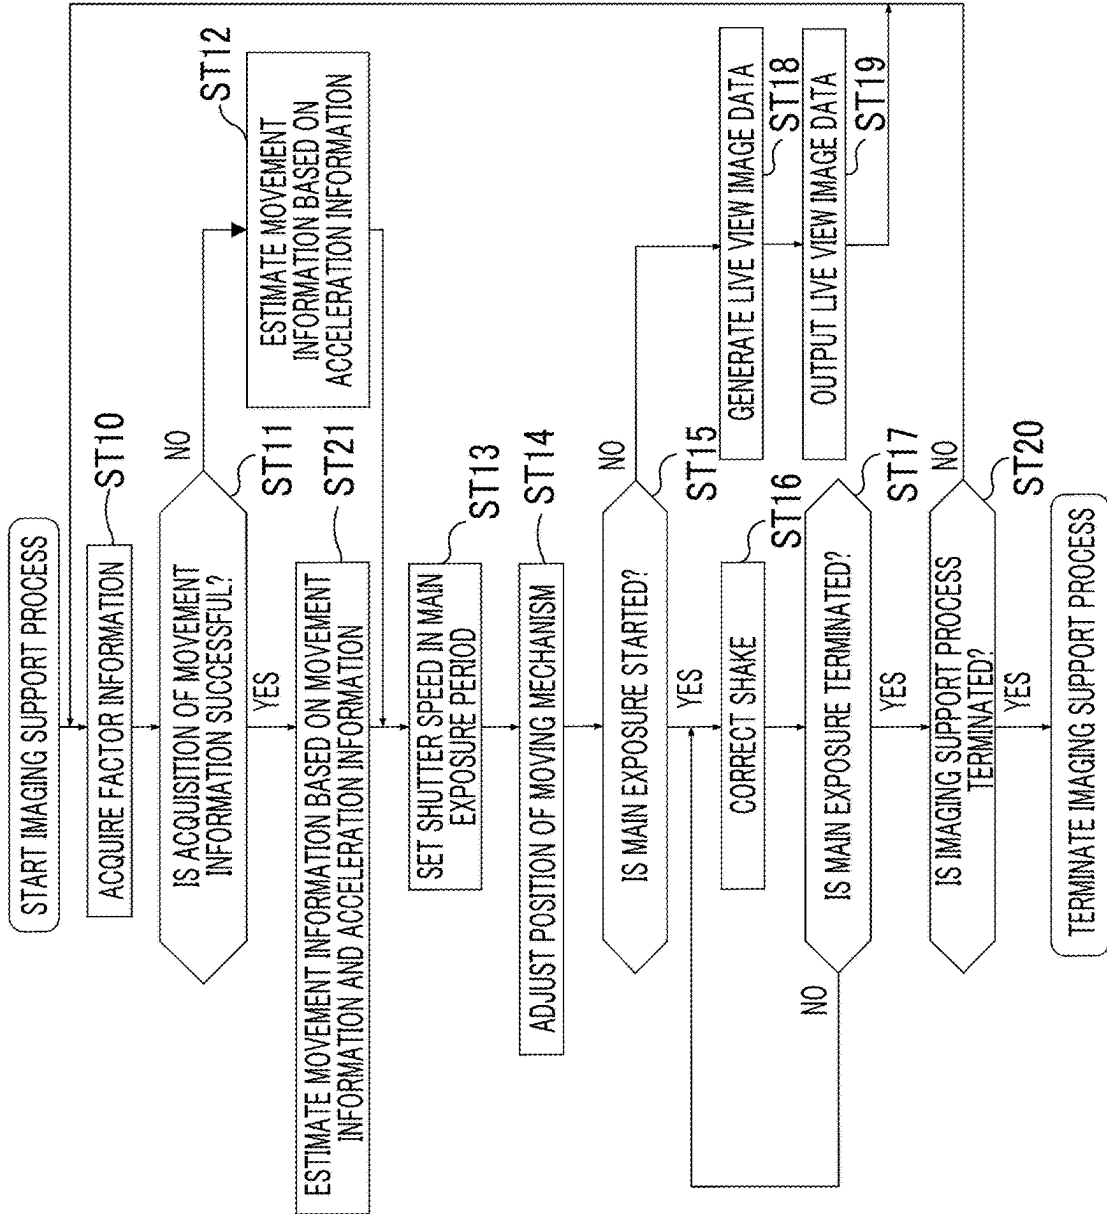 START IMAGING SUPPORT PROCESS
ACQUIRE FACTOR INFORMATION
ST10
IS ACQUISITION OF MOVEMENT
INFORMATION SUCCESSFUL?
ST11
NO
YES
ESTIMATE MOVEMENT
INFORMATION BASED ON
ACCELERATION INFORMATION
ST12
ESTIMATE MOVEMENT INFORMATION BASED ON MOVEMENT
INFORMATION AND ACCELERATION INFORMATION
ST21
SET SHUTTER SPEED IN MAIN
EXPOSURE PERIOD
ST13
ADJUST POSITION OF MOVING MECHANISM
ST14
IS MAIN EXPOSURE STARTED?
ST15
NO
YES
GENERATE LIVE VIEW IMAGE DATA
ST18
OUTPUT LIVE VIEW IMAGE DATA
ST19
CORRECT SHAKE
ST16
IS MAIN EXPOSURE TERMINATED?
ST17
NO
YES
IS IMAGING SUPPORT PROCESS
TERMINATED?
ST20
NO
YES
TERMINATE IMAGING SUPPORT PROCESS